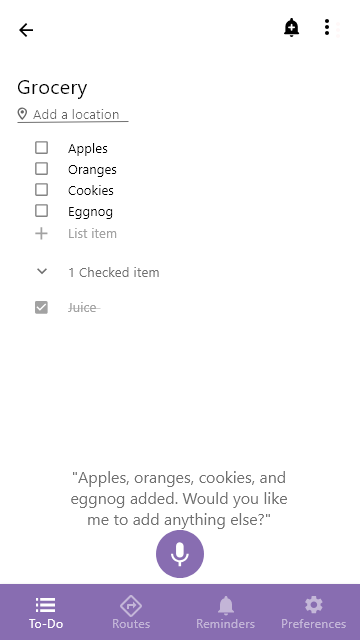 Grocery
Add a location
Apples
Oranges
Cookies
Eggnog
List item
1 Checked item
Juice
"Apples, oranges, cookies, and
eggnog added. Would you like
me to add anything else?"
To-Do Routes Reminders Preferences